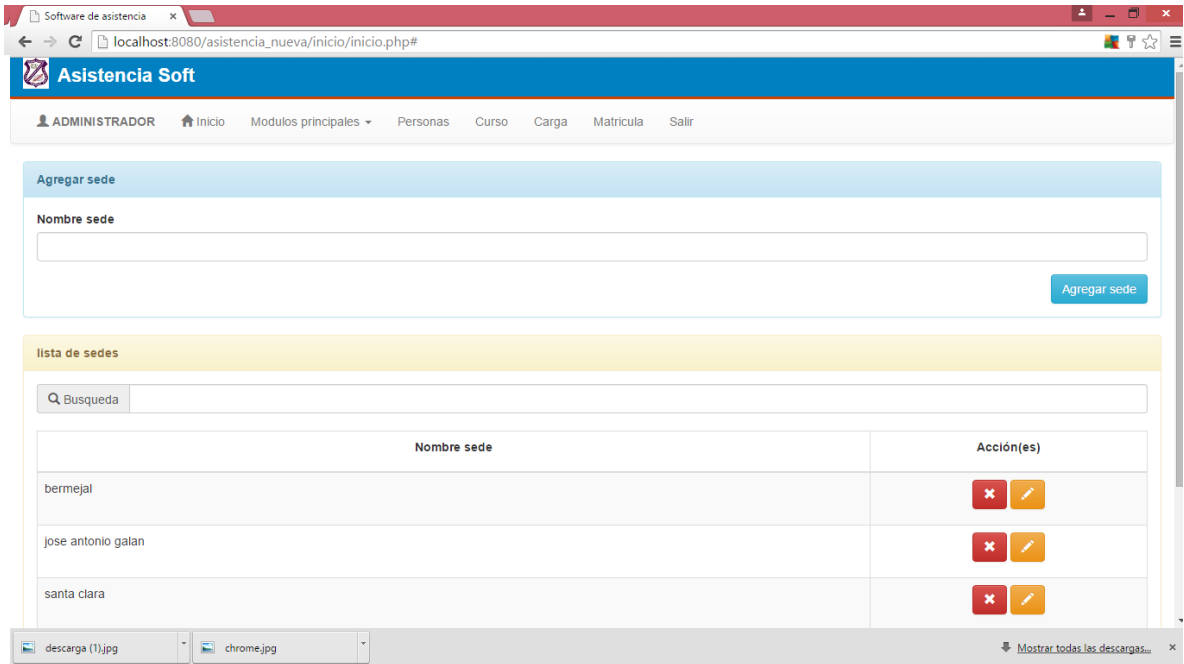 Software de asistencia
localhost:8080/asistencia_nueva/inicio/inicio.php#
Asistencia Soft
ADMINISTRADOR Inicio Modulos principales Personas Curso Carga Matricula Salir
Agregar sede
Nombre sede
Agregar sede
lista de sedes
Busqueda
Nombre sede Acción(es)
bermejal
jose antonio galan
santa clara
descarga (1).jpg chrome.jpg Mostrar todas las descargas...